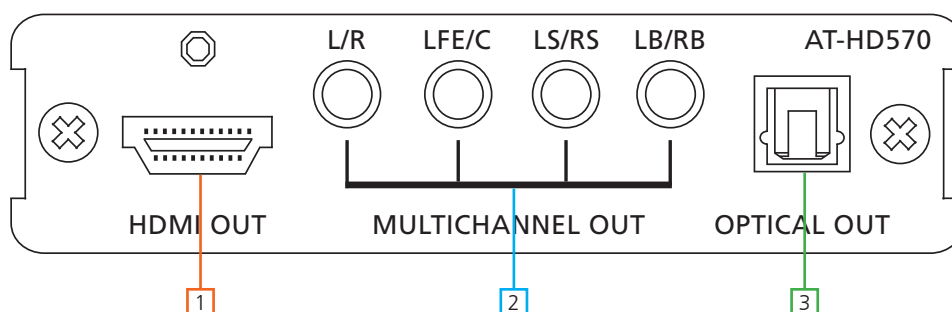 L/R LFE/C LS/RS LB/RB AT-HD570
HDMI OUT MULTICHANNEL OUT OPTICAL OUT
1 2 3